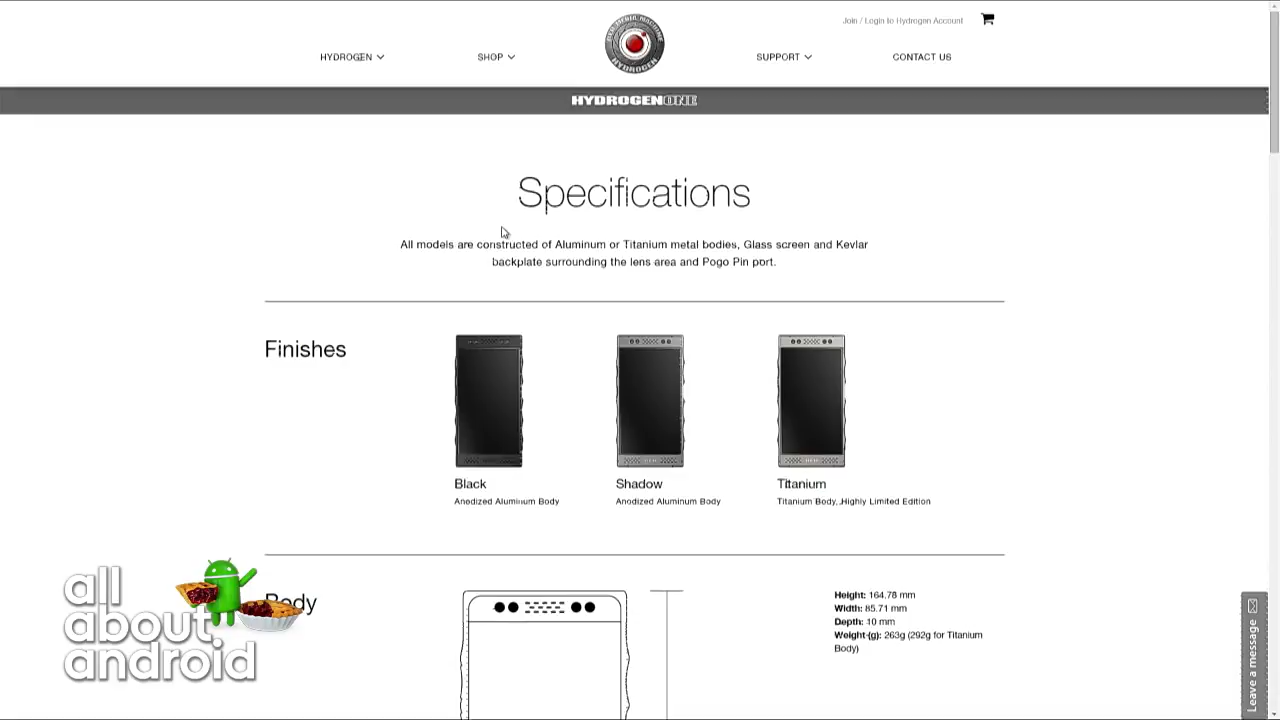 Join / Login to Hydrogen Account
HYDROGEN
SHOP
SUPPORT
CONTACT US
HYDROGEN
HYDROGENONE
Specifications
All models are constructed of Aluminum or Titanium metal bodies, Glass screen and Kevlar
backplate surrounding the lens area and Pogo Pin port.
Finishes
Black
Anodized Aluminum Body
Shadow
Anodized Aluminum Body
Titanium
Titanium Body, Highly Limited Edition
Body
Height: 164.78 mm
Width: 85.71 mm
Depth: 10 mm
Weight (g): 263g (292g for Titanium
Body)
all
about
android
Leave a message